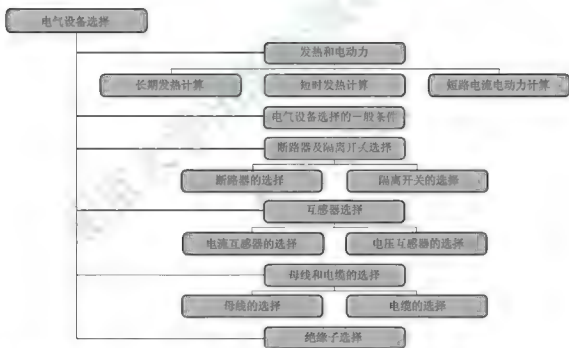 电气设备选择
发热和电动力
长期发热计算
短时发热计算
短路电流电动力计算
电气设备选择的一般条件
断路器及隔离开关选择
断路器的选择
隔离开关的选择
互感器选择
电流互感器的选择
电压互感器的选择
母线和电缆的选择
母线的选择
电缆的选择
绝缘子选择